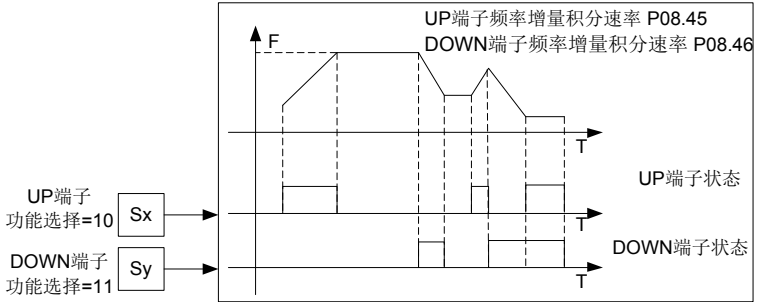 UP端子频率增量积分速率 P08.45
DOWN端子频率增量积分速率 P08.46
F
T
UP端子
功能选择=10
Sx
UP端子状态
T
DOWN端子
功能选择=11
Sy
DOWN端子状态
T